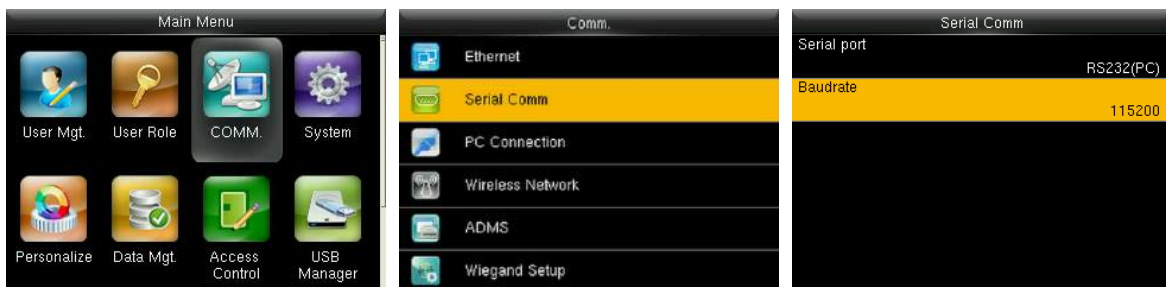 Main Menu
User Mgt.
User Role
COMM.
System
Personalize
Data Mgt.
Access
Control
USB
Manager
Comm.
Ethernet
Serial Comm
PC Connection
Wireless Network
ADMS
Wiegand Setup
Serial Comm
Serial port
RS232(PC)
Baudrate
115200